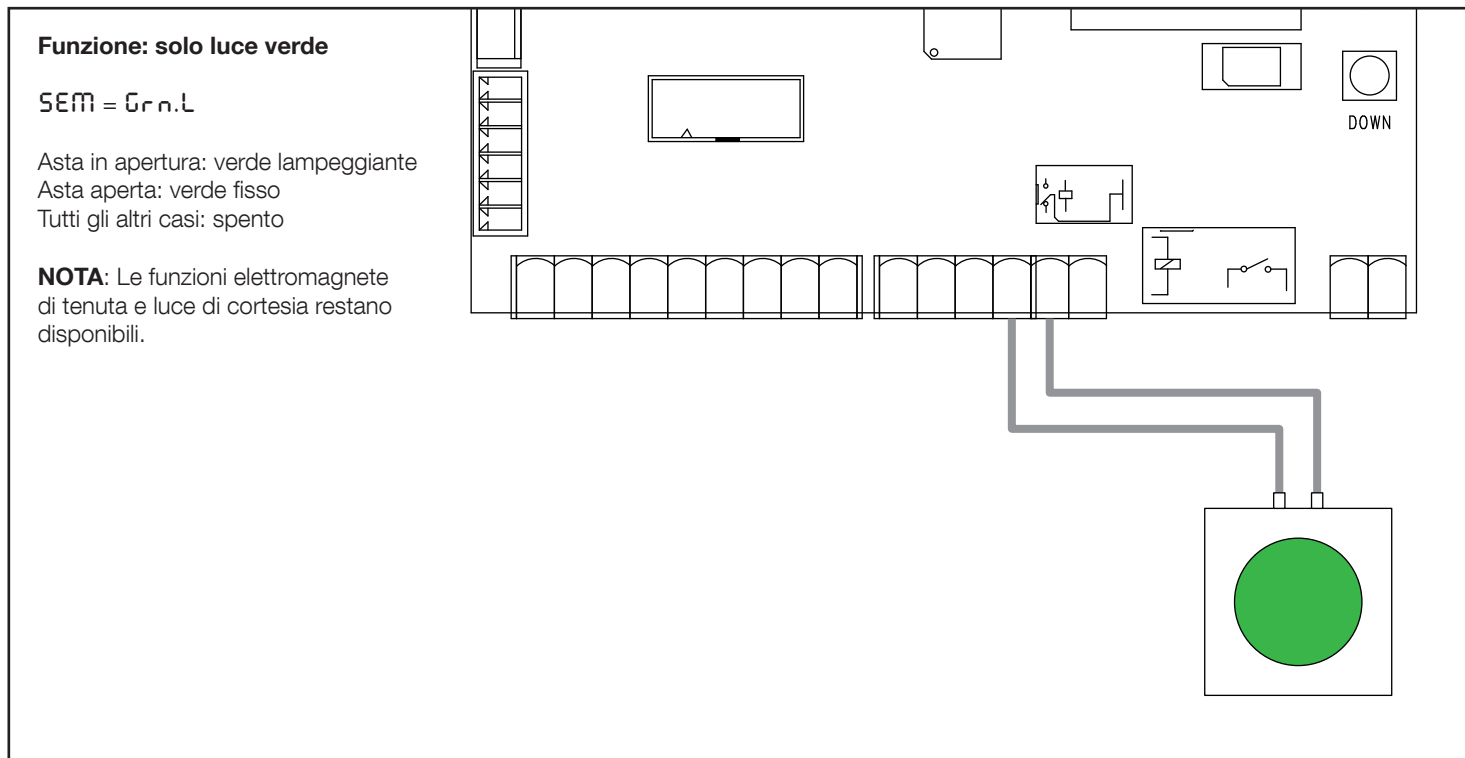 Funzione: solo luce verde
SEM = Grn.L
Asta in apertura: verde lampeggiante
Asta aperta: verde fisso
Tutti gli altri casi: spento
NOTA: Le funzioni elettromagnete
di tenuta e luce di cortesia restano
disponibili.
DOWN